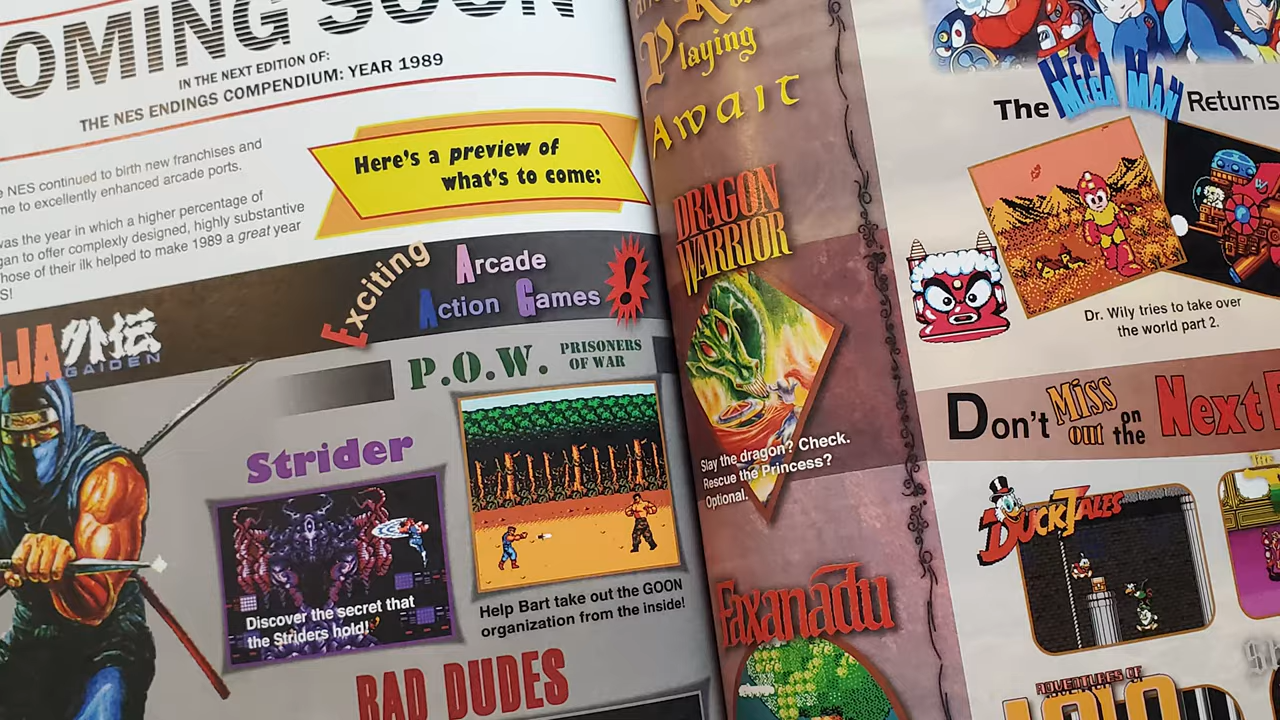 OMING SOON
IN THE NEXT EDITION OF:
THE NES ENDINGS COMPENDIUM: YEAR 1989
NES continued to birth new franchises and
me to excellently enhanced arcade ports.
was the year in which a higher percentage of
gan to offer complexly designed, highly substantive
hose of their ilk helped to make 1989 a great year
S!
Here's a preview of
what's to come:
Exciting Arcade
Action Games !
JA 外伝
GAIDEN
P.O.W. PRISONERS
OF WAR
Strider
Discover the secret that
the Striders hold!
Help Bart take out the GOON
organization from the inside!
BAD DUDES
Playing
Await
DRAGON
WARRIOR
Slay the dragon? Check.
Rescue the Princess?
Optional.
Faxanadu
The MEGA MAN Returns
Dr. Wily tries to take over
the world part 2.
Don't Miss out on the Next
DUCKTALES
ADVENTURES OF